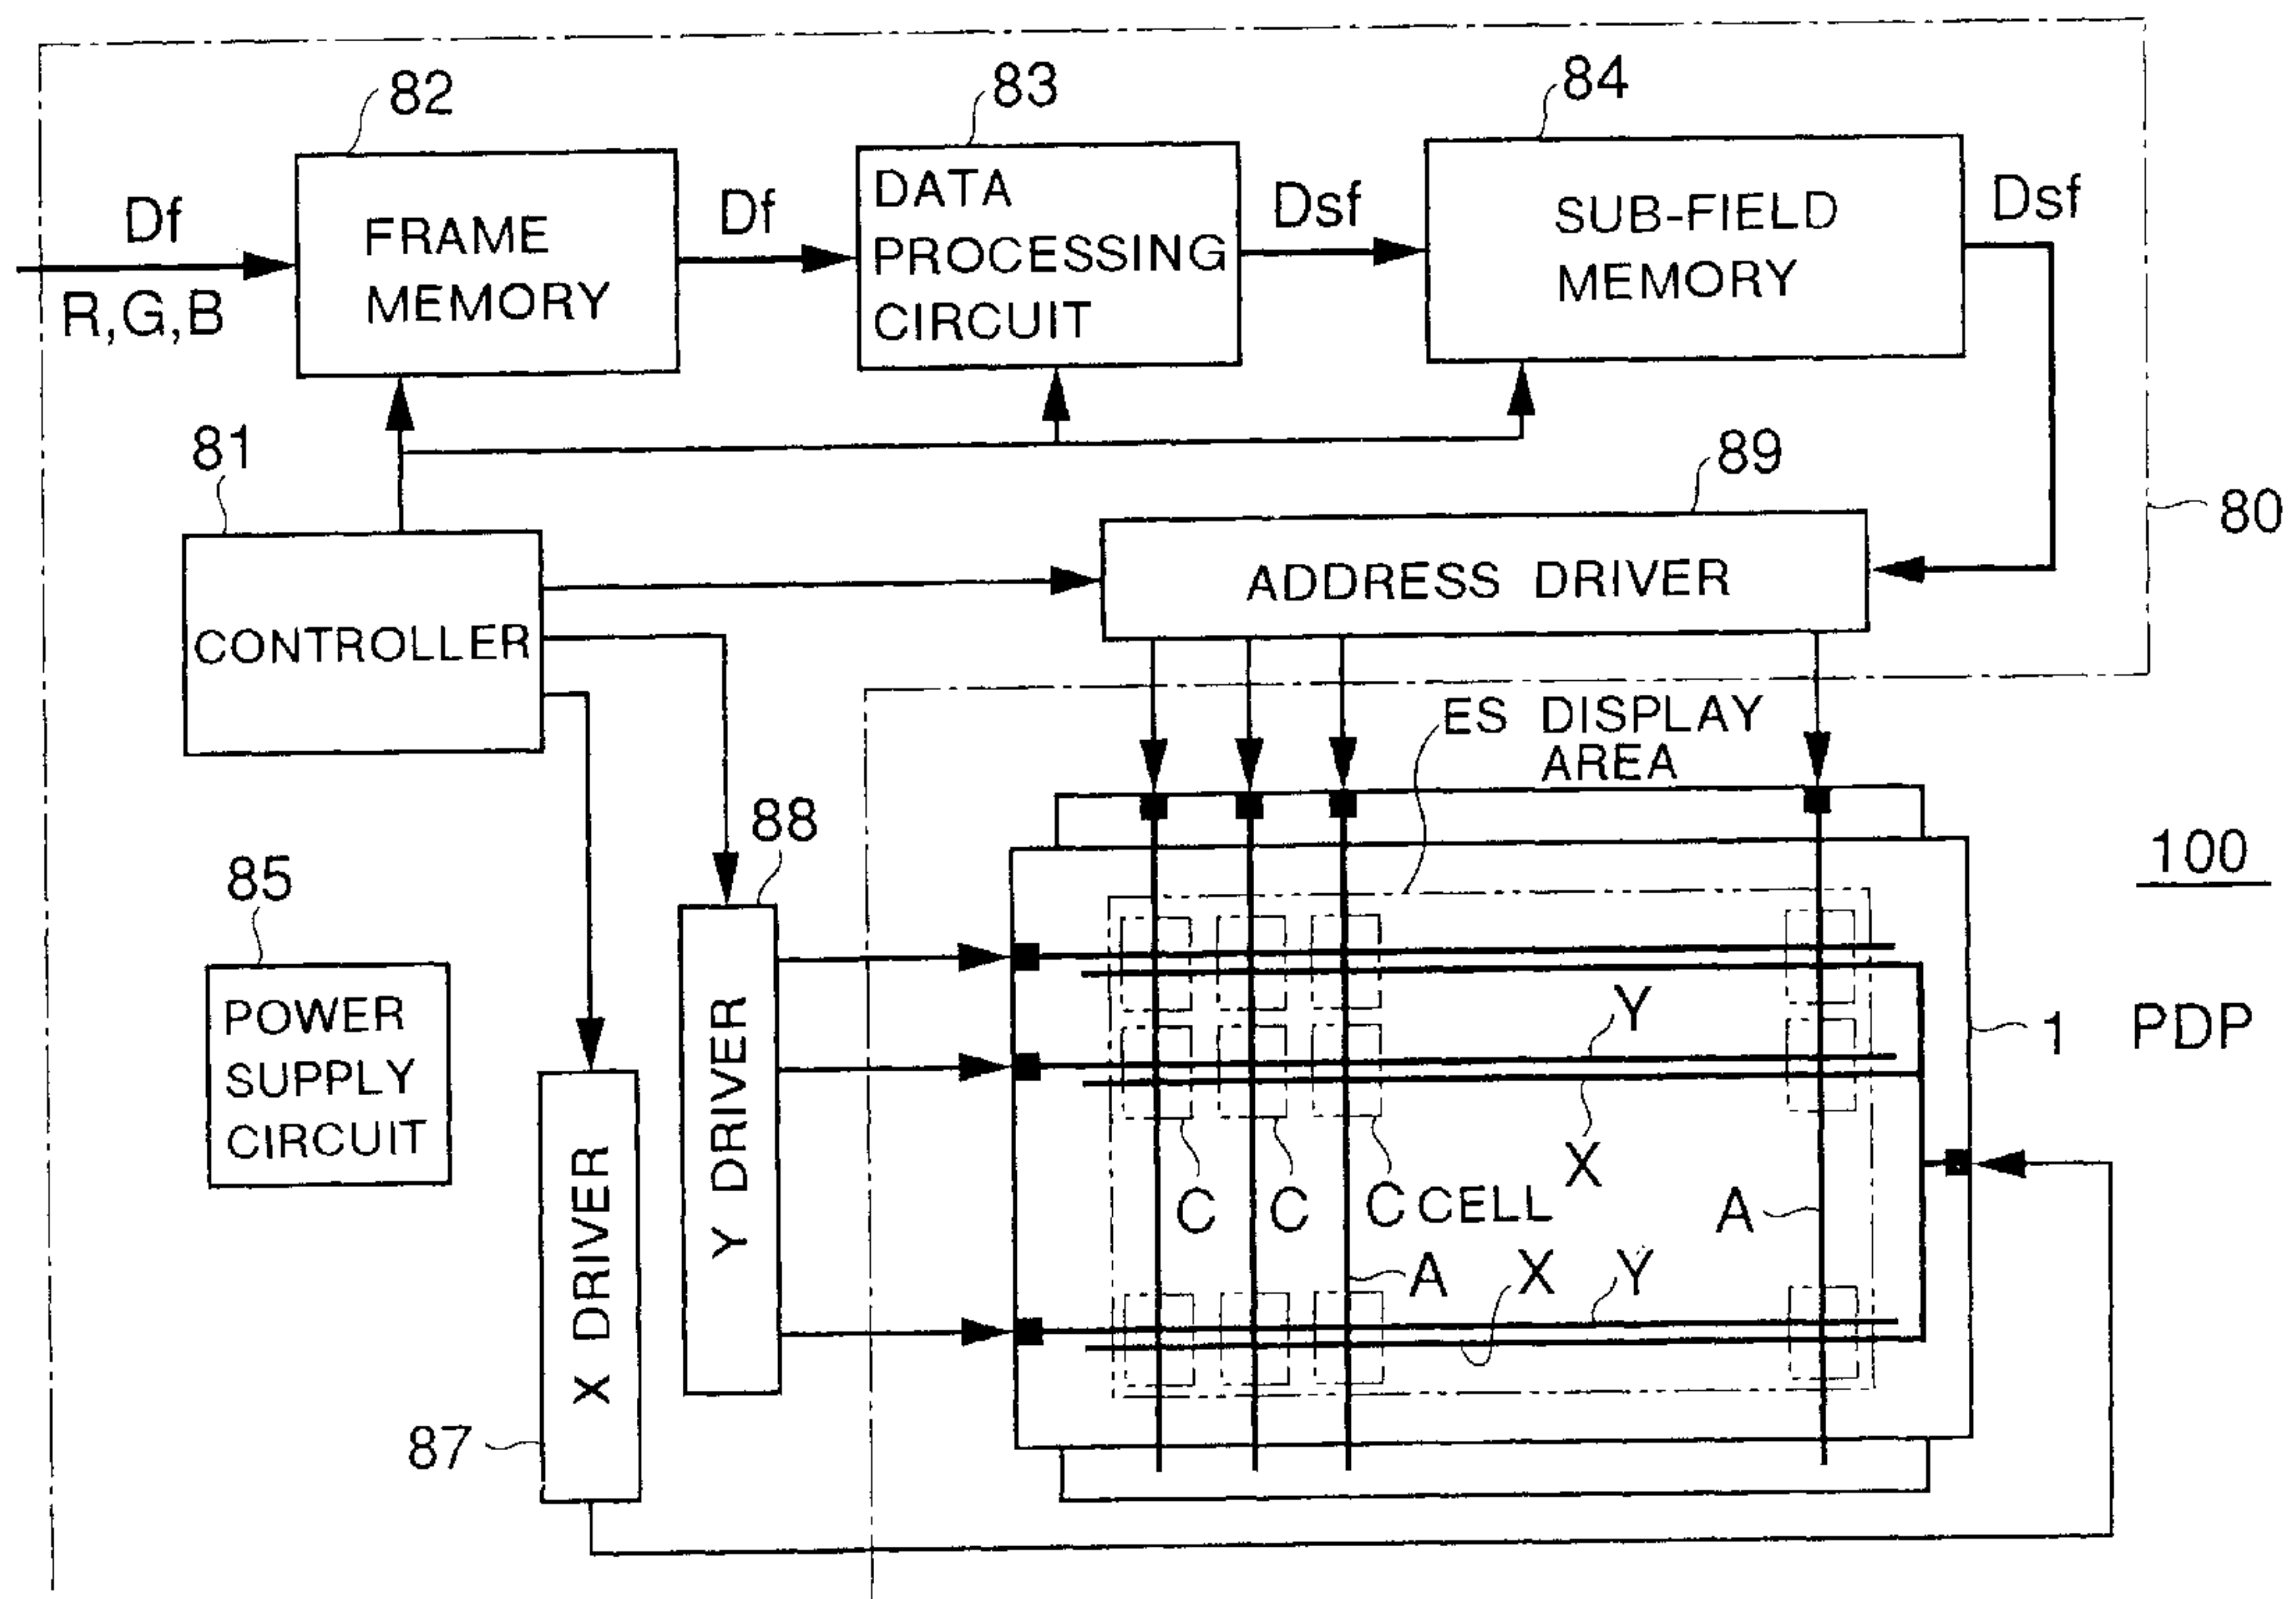 82
83
84
Df
R,G,B
FRAME
MEMORY
Df
DATA
PROCESSING
CIRCUIT
Dsf
SUB-FIELD
MEMORY
Dsf
81
89
80
CONTROLLER
ADDRESS DRIVER
ES DISPLAY
AREA
88
85
100
POWER
SUPPLY
CIRCUIT
Y DRIVER
X DRIVER
87
Y
1 PDP
X
C
C
C CELL
A
A
X
Y